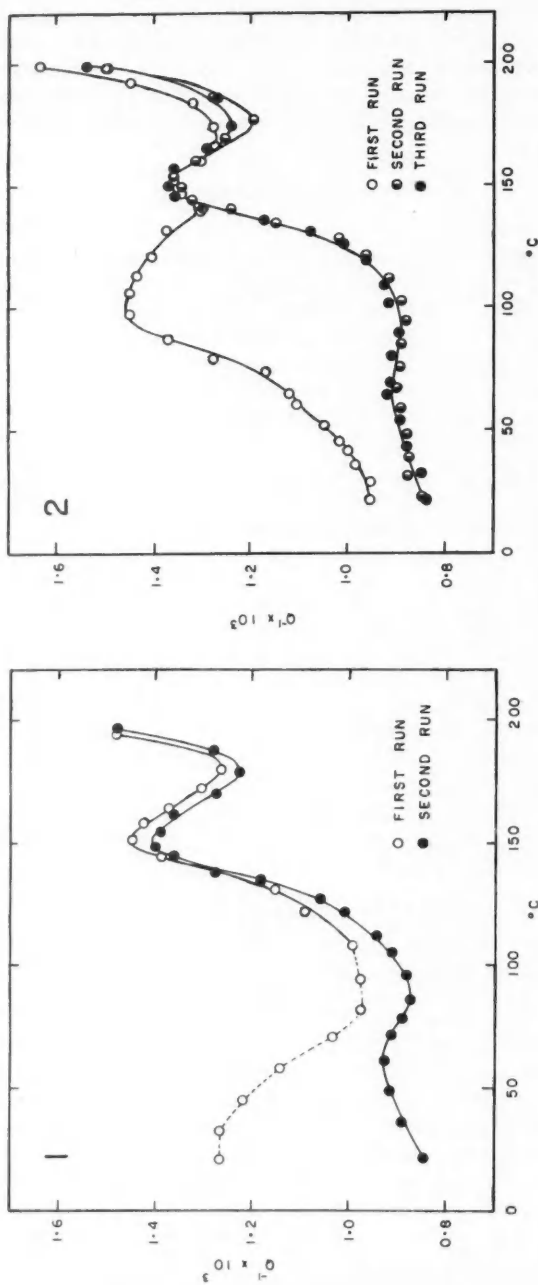 1
Q⁻¹ x 10³
1.6
1.4
1.2
1.0
0.8
0
50
100
150
200
°C
○ FIRST RUN
● SECOND RUN
2
Q⁻¹ x 10³
1.6
1.4
1.2
1.0
0.8
0
50
100
150
200
°C
○ FIRST RUN
◓ SECOND RUN
● THIRD RUN